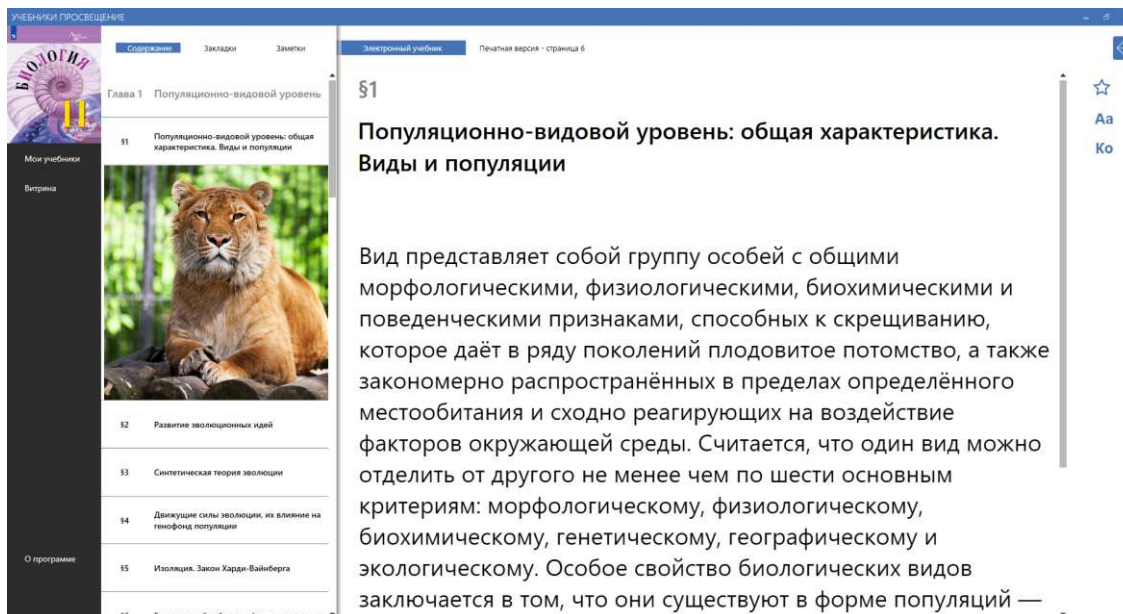 УЧЕБНИКИ ПРОСВЕЩЕНИЕ
БИОЛОГИЯ
11
Мои учебники
Витрина
О программе
Содержание Закладки Заметки
Глава 1 Популяционно-видовой уровень
§1 Популяционно-видовой уровень: общая
характеристика. Виды и популяции
§2 Развитие эволюционных идей
§3 Синтетическая теория эволюции
§4 Движущие силы эволюции, их влияние на
генофонд популяции
§5 Изоляция. Закон Харди-Вайнберга
Электронный учебник Печатная версия - страница 6
§1
Популяционно-видовой уровень: общая характеристика.
Виды и популяции
Вид представляет собой группу особей с общими
морфологическими, физиологическими, биохимическими и
поведенческими признаками, способных к скрещиванию,
которое даёт в ряду поколений плодовитое потомство, а также
закономерно распространённых в пределах определённого
местообитания и сходно реагирующих на воздействие
факторов окружающей среды. Считается, что один вид можно
отделить от другого не менее чем по шести основным
критериям: морфологическому, физиологическому,
биохимическому, генетическому, географическому и
экологическому. Особое свойство биологических видов
заключается в том, что они существуют в форме популяций —
Аа
Ко